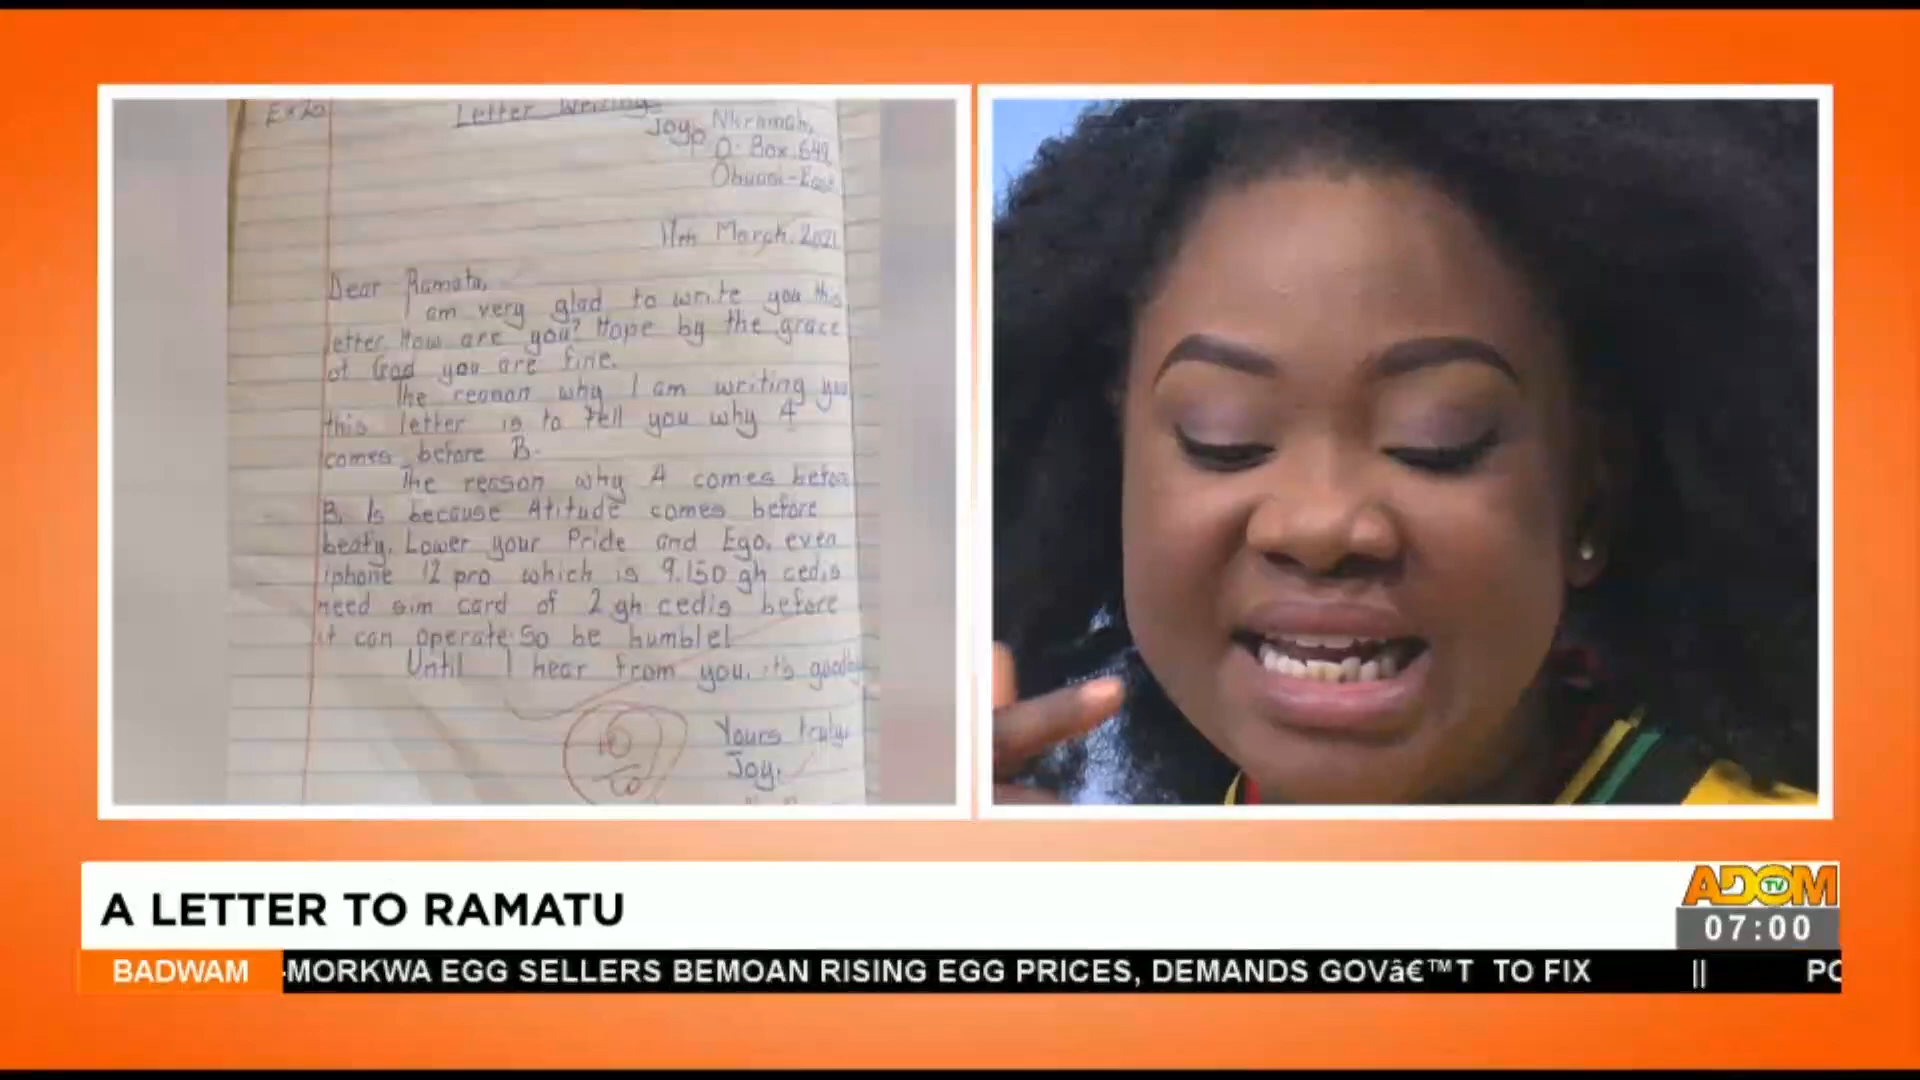 Ex 20
Letter Writing
Joy Nkrumah,
P. O. Box 649,
Obuasi-East
11th March, 2021
Dear Ramatu,
I am very glad to write you this
letter. How are you? Hope by the grace
of God you are fine.
The reason why I am writing you
this letter is to tell you why A
comes before B.
The reason why A comes before
B. Is because Atitude comes before
beaty. Lower your Pride and Ego. even
iphone 12 pro which is 9.150 gh cedis
need sim card of 2 gh cedis before
it can operate. So be humble!
Until I hear from you. it's goodby
Yours truly,
Joy.
10
A LETTER TO RAMATU
ADOM TV
07:00
BADWAM
-MORKWA EGG SELLERS BEMOAN RISING EGG PRICES, DEMANDS GOVâ€™T TO FIX || PO